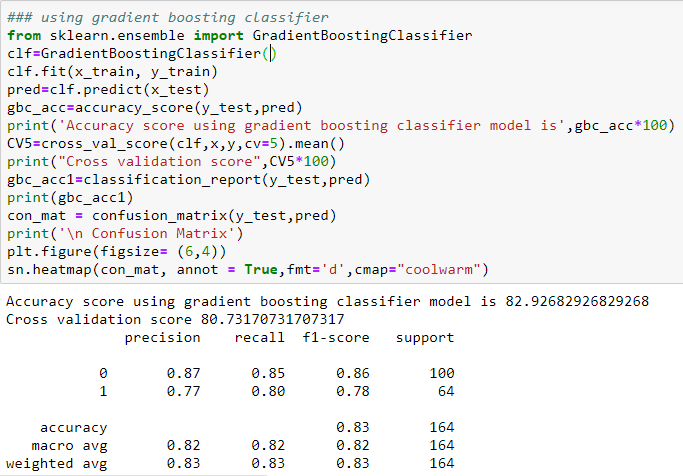 ### using gradient boosting classifier
from sklearn.ensemble import GradientBoostingClassifier
clf=GradientBoostingClassifier()
clf.fit(x_train, y_train)
pred=clf.predict(x_test)
gbc_acc=accuracy_score(y_test,pred)
print('Accuracy score using gradient boosting classifier model is',gbc_acc*100)
CV5=cross_val_score(clf,x,y,cv=5).mean()
print("Cross validation score",CV5*100)
gbc_acc1=classification_report(y_test,pred)
print(gbc_acc1)
con_mat = confusion_matrix(y_test,pred)
print('\n Confusion Matrix')
plt.figure(figsize= (6,4))
sn.heatmap(con_mat, annot = True,fmt='d',cmap="coolwarm")
Accuracy score using gradient boosting classifier model is 82.92682926829268
Cross validation score 80.73170731707317
precision recall f1-score support
0 0.87 0.85 0.86 100
1 0.77 0.80 0.78 64
accuracy 0.83 164
macro avg 0.82 0.82 0.82 164
weighted avg 0.83 0.83 0.83 164